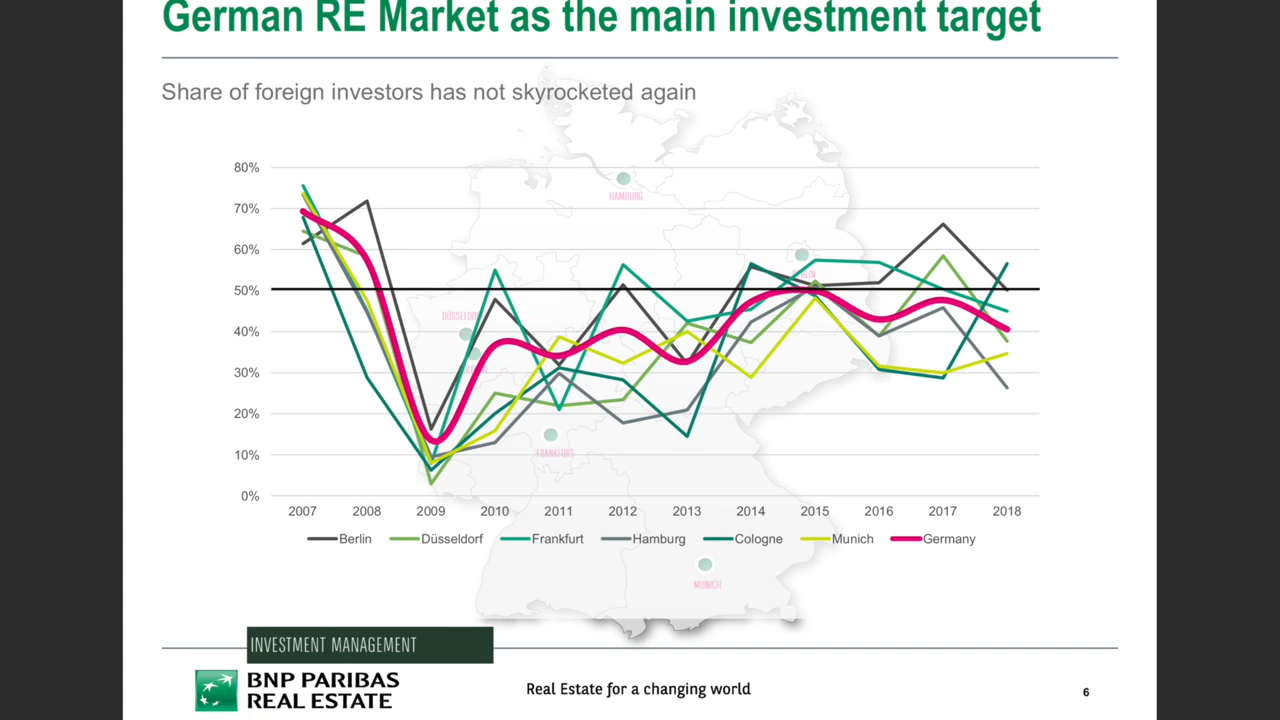 German RE Market as the main investment target
Share of foreign investors has not skyrocketed again
80%
70%
60%
50%
40%
30%
20%
10%
0%
HAMBURG
DÜSSELDORF
FRANKFURT
MUNICH
2007 2008 2009 2010 2011 2012 2013 2014 2015 2016 2017 2018
Berlin Düsseldorf Frankfurt Hamburg Cologne Munich Germany
INVESTMENT MANAGEMENT
BNP PARIBAS
REAL ESTATE
Real Estate for a changing world
6